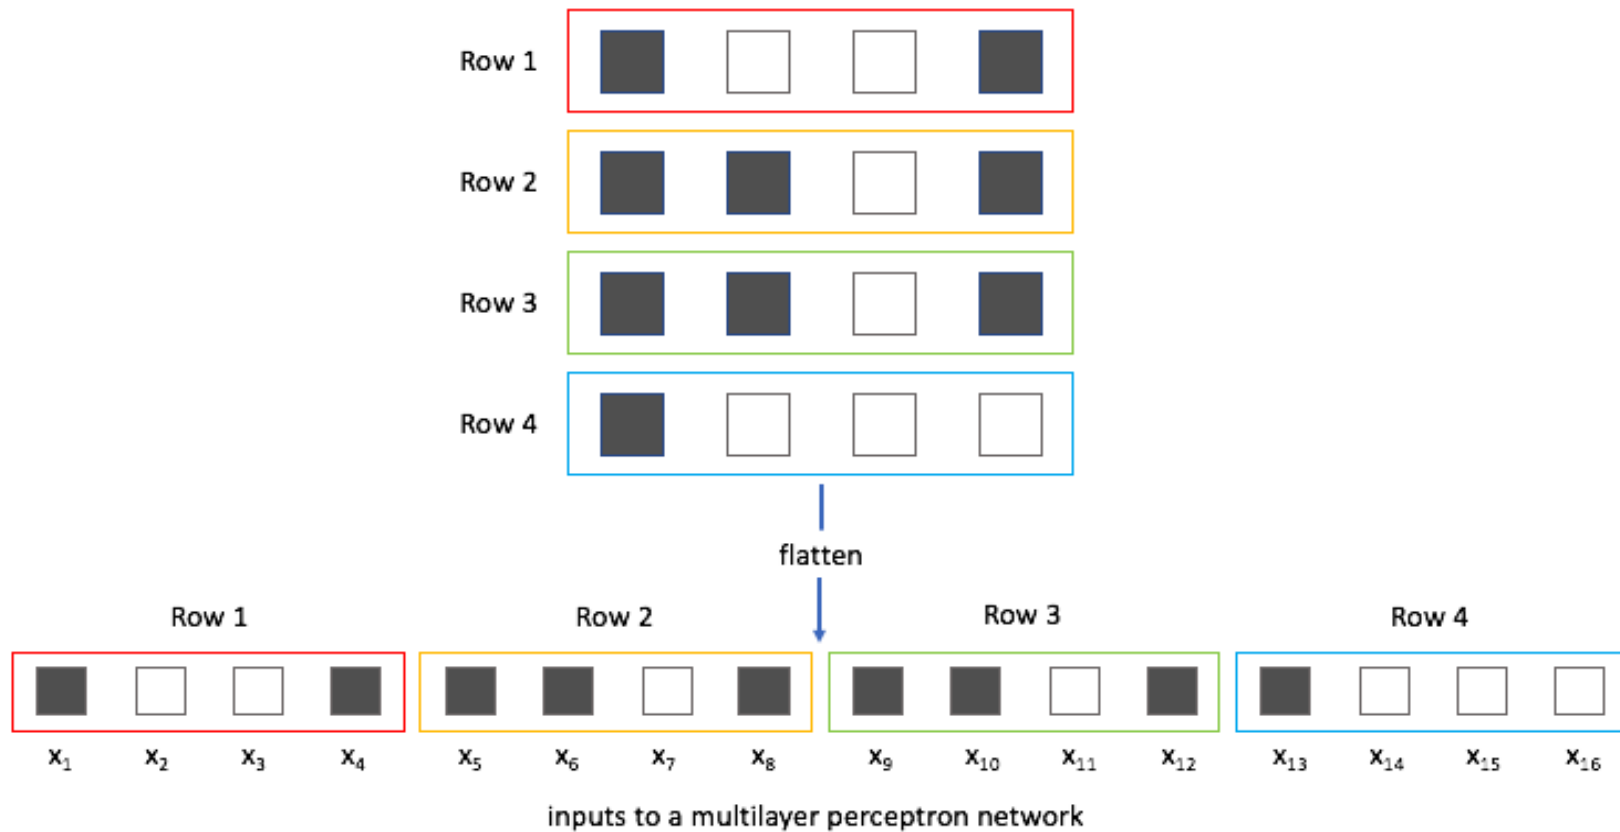 Row 1
Row 2
Row 3
Row 4
flatten
Row 1 Row 2 Row 3 Row 4
x₁ x₂ x₃ x₄ x₅ x₆ x₇ x₈ x₉ x₁₀ x₁₁ x₁₂ x₁₃ x₁₄ x₁₅ x₁₆
inputs to a multilayer perceptron network